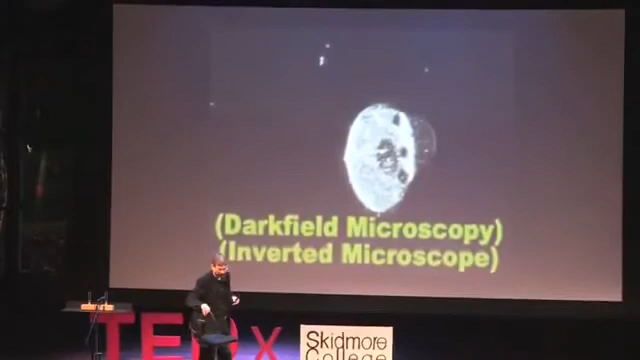 (Darkfield Microscopy)
(Inverted Microscope)
TEDx
Skidmore
College